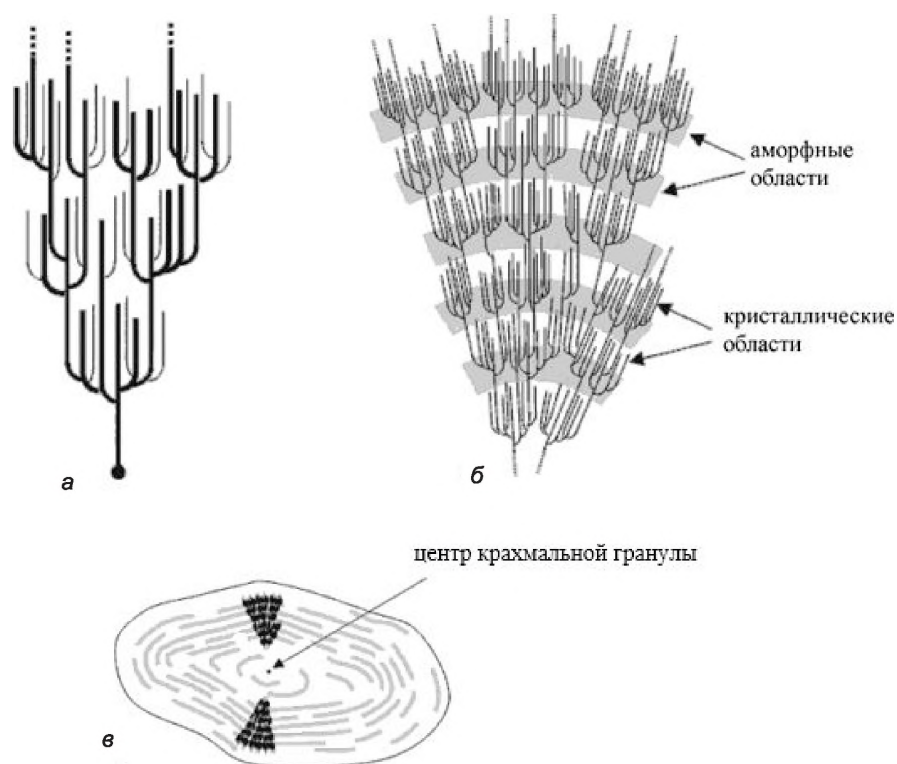 аморфные
области
кристаллические
области
а
б
центр крахмальной гранулы
в